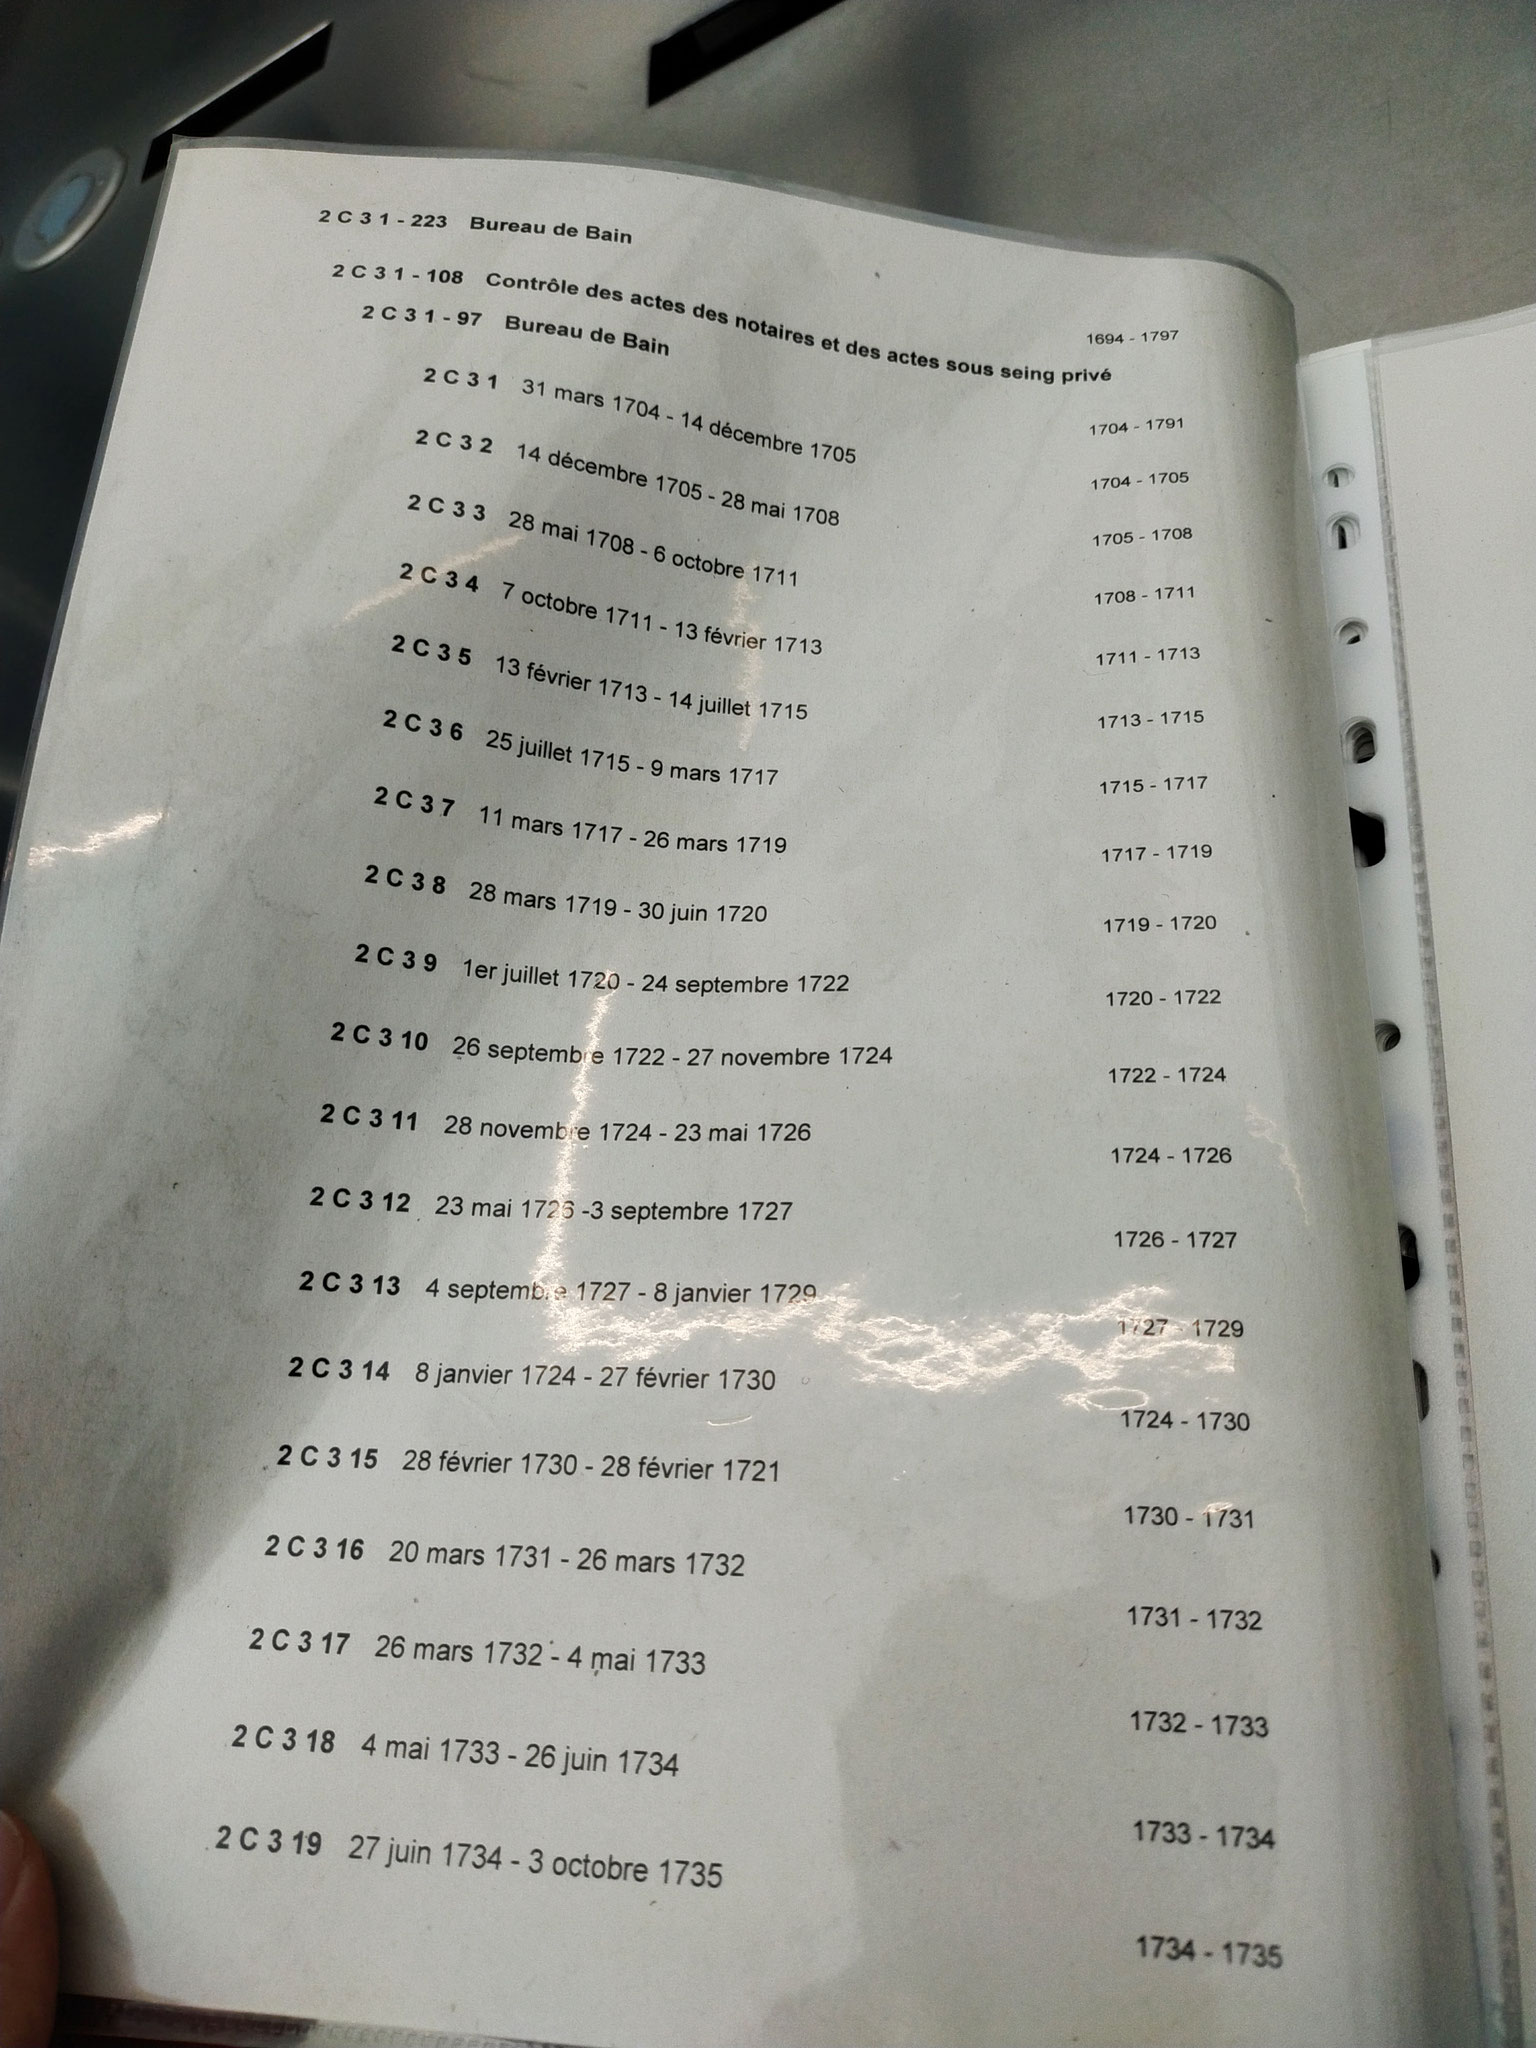 2 C 3 1 - 223 Bureau de Bain 1694 - 1797
2 C 3 1 - 108 Contrôle des actes des notaires et des actes sous seing privé
2 C 3 1 - 97 Bureau de Bain 1704 - 1791
2 C 3 1 31 mars 1704 - 14 décembre 1705 1704 - 1705
2 C 3 2 14 décembre 1705 - 28 mai 1708 1705 - 1708
2 C 3 3 28 mai 1708 - 6 octobre 1711 1708 - 1711
2 C 3 4 7 octobre 1711 - 13 février 1713 1711 - 1713
2 C 3 5 13 février 1713 - 14 juillet 1715 1713 - 1715
2 C 3 6 25 juillet 1715 - 9 mars 1717 1715 - 1717
2 C 3 7 11 mars 1717 - 26 mars 1719 1717 - 1719
2 C 3 8 28 mars 1719 - 30 juin 1720 1719 - 1720
2 C 3 9 1er juillet 1720 - 24 septembre 1722 1720 - 1722
2 C 3 10 26 septembre 1722 - 27 novembre 1724 1722 - 1724
2 C 3 11 28 novembre 1724 - 23 mai 1726 1724 - 1726
2 C 3 12 23 mai 1726 -3 septembre 1727 1726 - 1727
2 C 3 13 4 septembre 1727 - 8 janvier 1729 1727 - 1729
2 C 3 14 8 janvier 1724 - 27 février 1730 1724 - 1730
2 C 3 15 28 février 1730 - 28 février 1721 1730 - 1731
2 C 3 16 20 mars 1731 - 26 mars 1732 1731 - 1732
2 C 3 17 26 mars 1732 - 4 mai 1733 1732 - 1733
2 C 3 18 4 mai 1733 - 26 juin 1734 1733 - 1734
2 C 3 19 27 juin 1734 - 3 octobre 1735 1734 - 1735